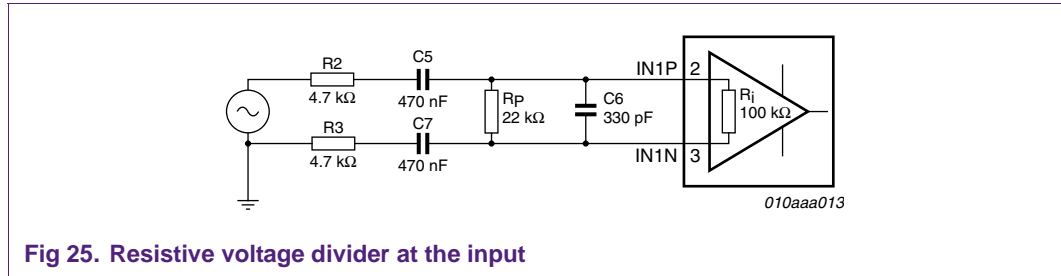 R2
4.7 kΩ
C5
470 nF
R3
4.7 kΩ
C7
470 nF
RP
22 kΩ
C6
330 pF
IN1P 2
IN1N 3
Ri
100 kΩ
010aaa013
Fig 25. Resistive voltage divider at the input